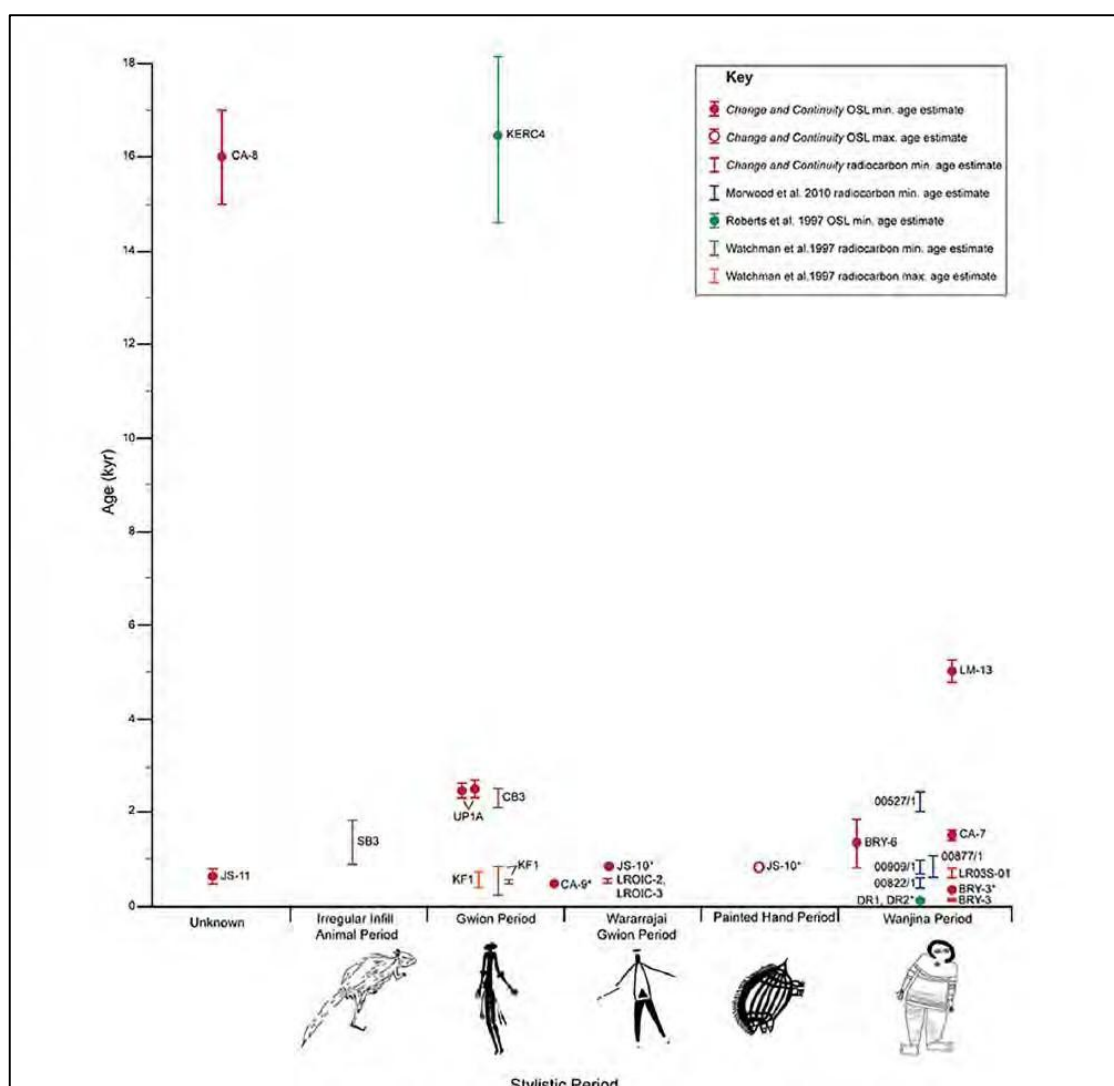 Key
Change and Continuity OSL min. age estimate
Change and Continuity OSL max. age estimate
Change and Continuity radiocarbon min. age estimate
Morwood et al. 2010 radiocarbon min. age estimate
Roberts et al. 1997 OSL min. age estimate
Watchman et al.1997 radiocarbon min. age estimate
Watchman et al.1997 radiocarbon max. age estimate
Age (kyr)
18
16
14
12
10
8
6
4
2
0
CA-8
KERC4
LM-13
UP1A
CB3
SB3
JS-11
KF1
KF1
CA-9*
JS-10*
LROIC-2,
LROIC-3
JS-10*
00527/1
BRY-6
CA-7
00877/1
00909/1
LR03S-01
00822/1
BRY-3*
DR1, DR2*
BRY-3
Unknown
Irregular Infill
Animal Period
Gwion Period
Wararrajai
Gwion Period
Painted Hand Period
Wanjina Period
Stylistic Period